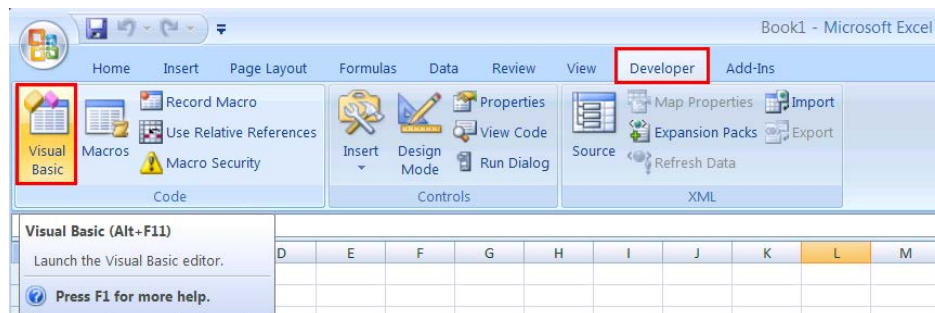 Book1 - Microsoft Excel
Home Insert Page Layout Formulas Data Review View Developer Add-Ins
Visual Basic
Macros
Record Macro
Use Relative References
Macro Security
Code
Insert
Design Mode
Properties
View Code
Run Dialog
Controls
Source
Map Properties
Expansion Packs
Refresh Data
Import
Export
XML
Visual Basic (Alt+F11)
Launch the Visual Basic editor.
Press F1 for more help.
D E F G H I J K L M